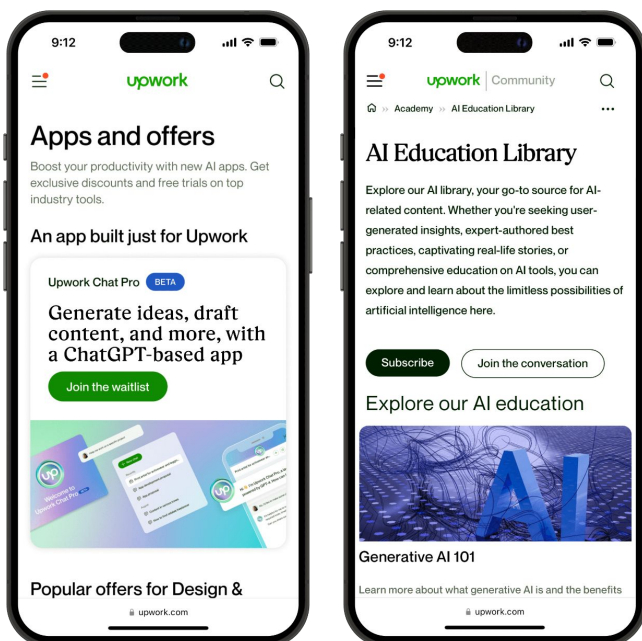 9:12
upwork
Apps and offers
Boost your productivity with new AI apps. Get
exclusive discounts and free trials on top
industry tools.
An app built just for Upwork
Upwork Chat Pro BETA
Generate ideas, draft
content, and more, with
a ChatGPT-based app
Join the waitlist
up
Welcome to
Upwork Chat Pro
Popular offers for Design &
upwork.com
9:12
upwork Community
Academy >> AI Education Library
AI Education Library
Explore our AI library, your go-to source for AI-
related content. Whether you're seeking user-
generated insights, expert-authored best
practices, captivating real-life stories, or
comprehensive education on AI tools, you can
explore and learn about the limitless possibilities of
artificial intelligence here.
Subscribe Join the conversation
Explore our AI education
AI
Generative AI 101
Learn more about what generative AI is and the benefits
upwork.com